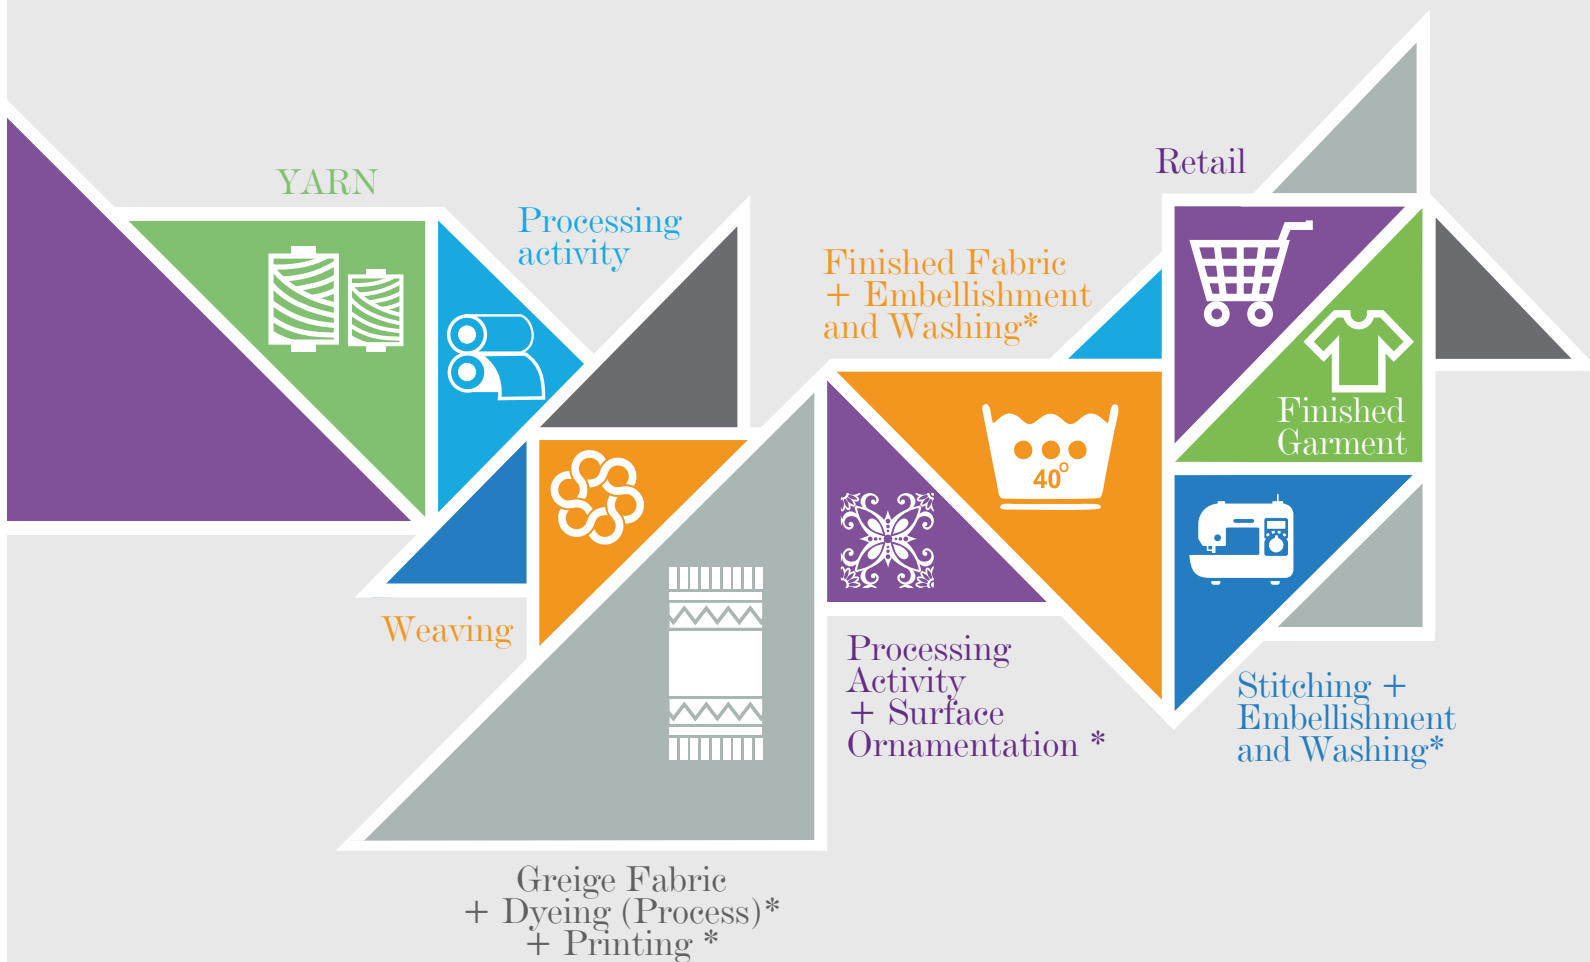 YARN
Processing
activity
Weaving
Greige Fabric
+ Dyeing (Process)*
+ Printing *
Processing
Activity
+ Surface
Ornamentation *
Finished Fabric
+ Embellishment
and Washing*
40°
Stitching +
Embellishment
and Washing*
Finished
Garment
Retail